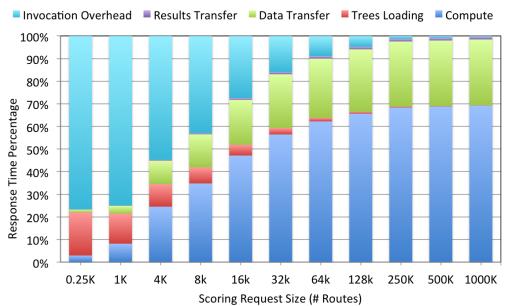 Invocation Overhead Results Transfer Data Transfer Trees Loading Compute
100%
90%
80%
70%
60%
50%
40%
30%
20%
10%
0%
Response Time Percentage
0.25K 1K 4K 8k 16k 32k 64k 128k 250K 500K 1000K
Scoring Request Size (# Routes)